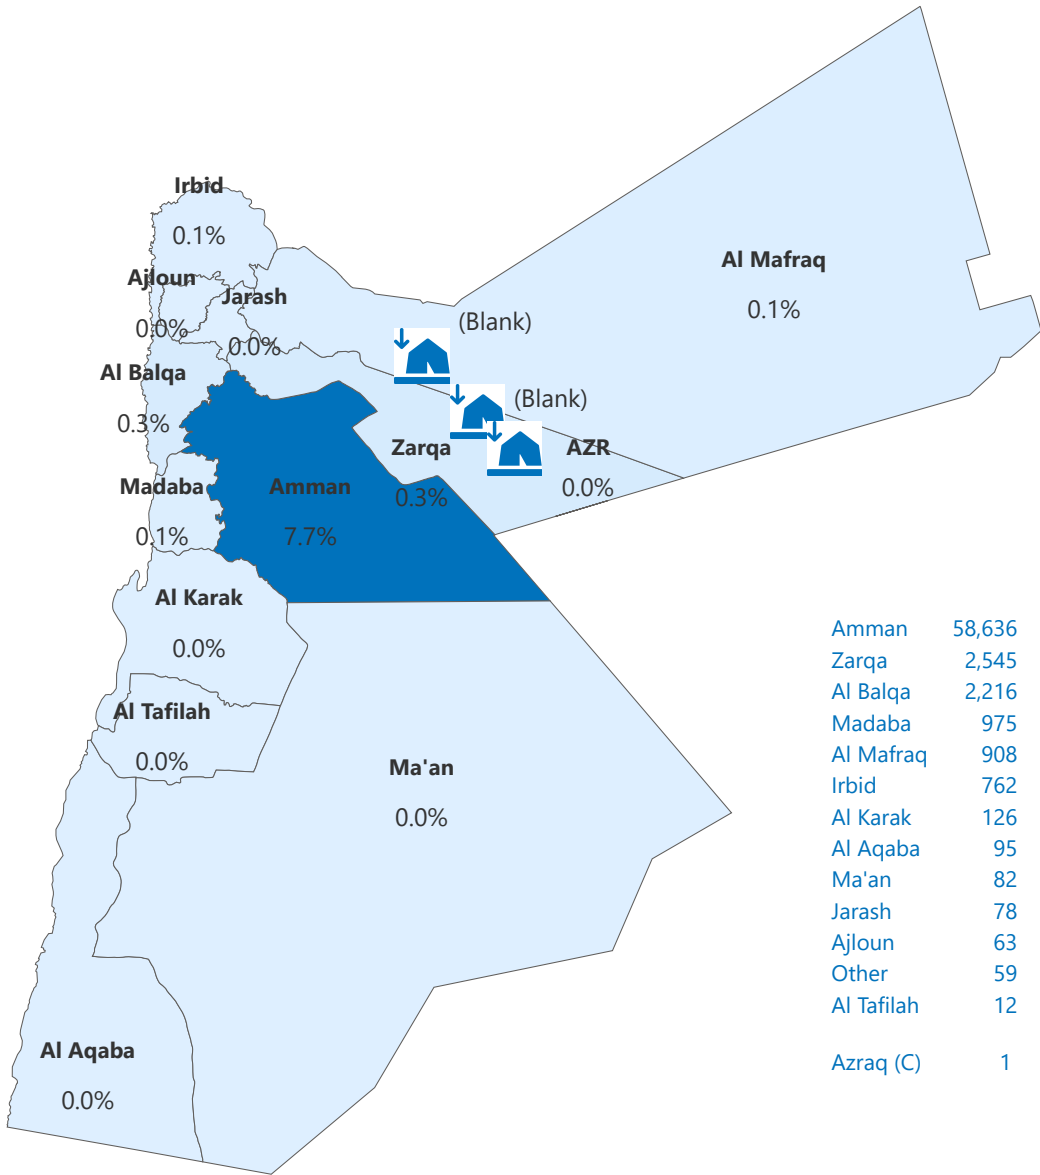 Irbid
0.1%
Ajloun
0.0%
Jarash
0.0%
Al Mafraq
0.1%
(Blank)
(Blank)
Al Balqa
0.3%
Zarqa
0.3%
AZR
0.0%
Madaba
0.1%
Amman
7.7%
Al Karak
0.0%
Al Tafilah
0.0%
Ma'an
0.0%
Al Aqaba
0.0%
Amman 58,636
Zarqa 2,545
Al Balqa 2,216
Madaba 975
Al Mafraq 908
Irbid 762
Al Karak 126
Al Aqaba 95
Ma'an 82
Jarash 78
Ajloun 63
Other 59
Al Tafilah 12
Azraq (C) 1